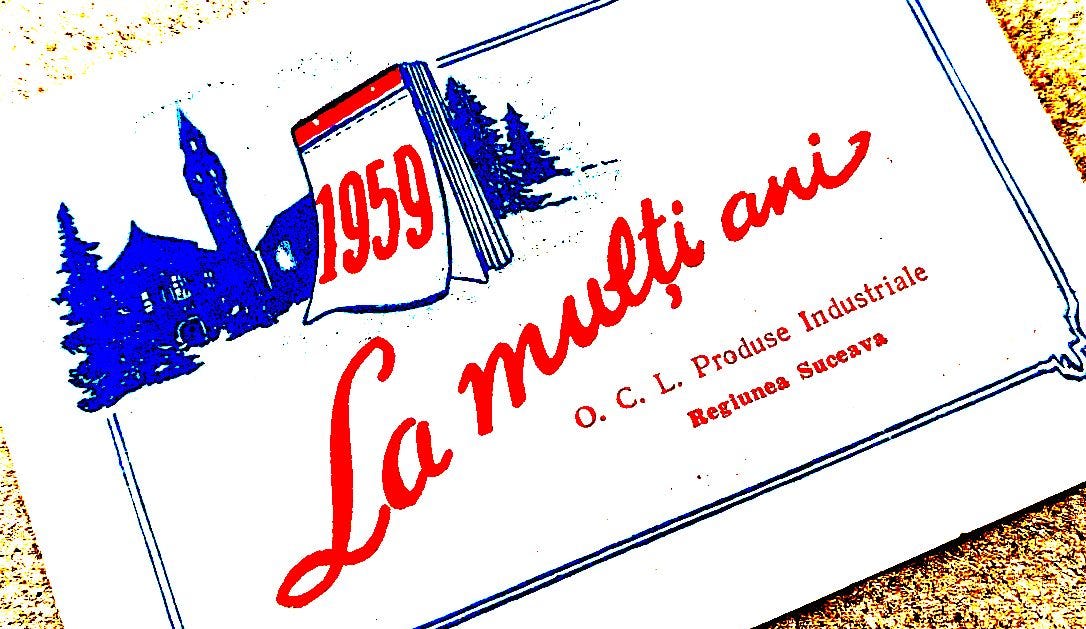 1959
La mulți ani
O. C. L. Produse Industriale
Regiunea Suceava